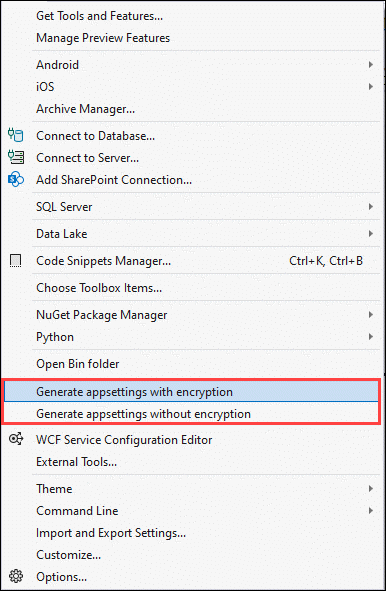 Get Tools and Features...
Manage Preview Features
Android
iOS
Archive Manager...
Connect to Database...
Connect to Server...
Add SharePoint Connection...
SQL Server
Data Lake
Code Snippets Manager... Ctrl+K, Ctrl+B
Choose Toolbox Items...
NuGet Package Manager
Python
Open Bin folder
Generate appsettings with encryption
Generate appsettings without encryption
WCF Service Configuration Editor
External Tools...
Theme
Command Line
Import and Export Settings...
Customize...
Options...